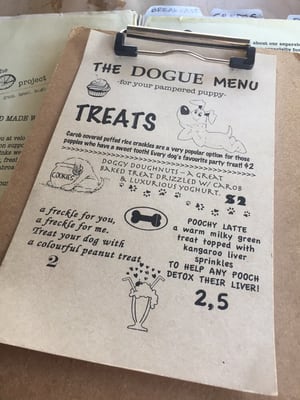 BREAKFAST
THE DOGUE MENU
-for your pampered puppy-
TREATS
Carob covered puffed rice crackles are a very popular option for those
puppies who have a sweet tooth! Every dog's favourite party treat! $2
DOGGY DOUGHNUTS – A GREAT
BAKED TREAT DRIZZLED W/ CAROB
& LUXURIOUS YOGHURT.
$2
COOKIES
a freckle for you,
a freckle for me.
Treat your dog with
a colourful peanut treat
2
POOCHY LATTE
a warm milky green
treat topped with
kangaroo liver
sprinkles
TO HELP ANY POOCH
DETOX THEIR LIVER!
2,5
project
MADE